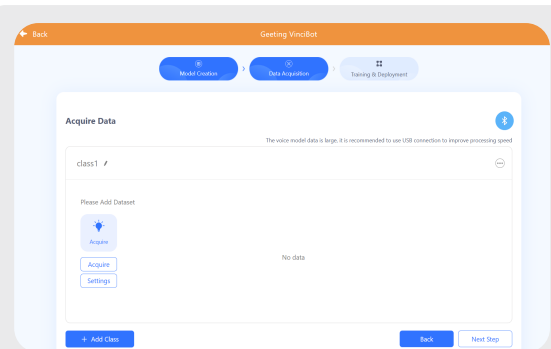 Back
Geeting VinciBot
Model Creation
Data Acquisition
Training & Deployment
Acquire Data
The voice model data is large, it is recommended to use USB connection to improve processing speed
class1
Please Add Dataset
Acquire
Acquire
Settings
No data
+ Add Class
Back
Next Step